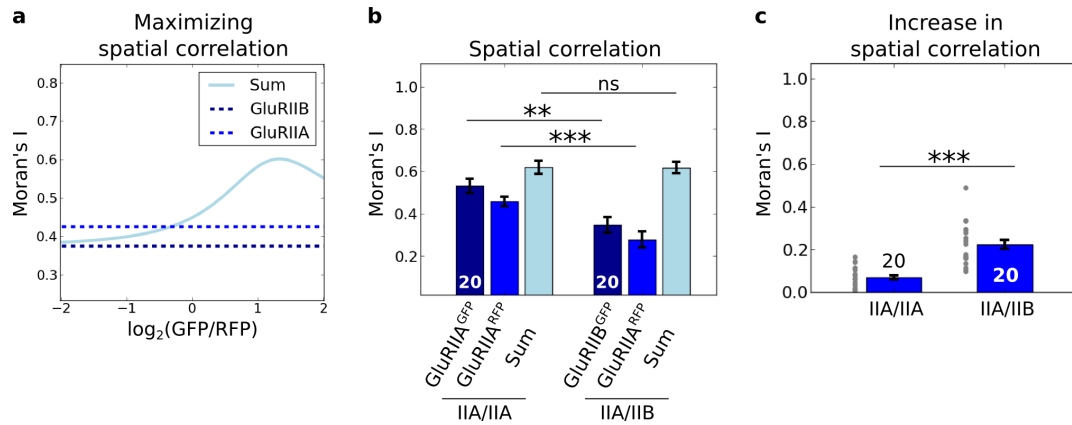 a
Maximizing
spatial correlation
Moran's I
0.8
0.7
0.6
0.5
0.4
0.3
Sum
GluRIIB
GluRIIA
−2
−1
0
1
2
log₂(GFP/RFP)
b
Spatial correlation
Moran's I
1.0
0.8
0.6
0.4
0.2
ns
**
***
20
GluRIIAᴳᶠᴾ
GluRIIAᴿᶠᴾ
Sum
GluRIIBᴳᶠᴾ
GluRIIAᴿᶠᴾ
Sum
IIA/IIA
IIA/IIB
c
Increase in
spatial correlation
Moran's I
1.0
0.8
0.6
0.4
0.2
0.0
***
20
20
IIA/IIA
IIA/IIB